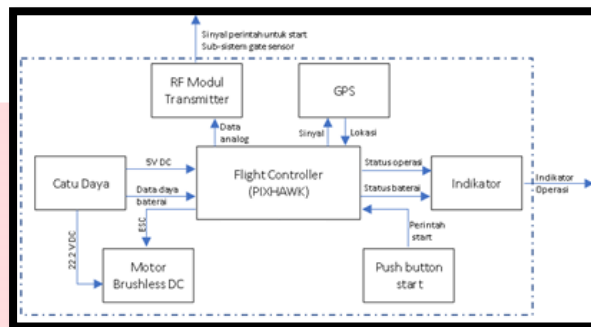 Sinyal perintah untuk start
Sub-sistem gate sensor
RF Modul
Transmitter
GPS
Data
analog
Sinyal
Lokasi
Catu Daya
5V DC
Data daya
baterai
Flight Controller
(PIXHAWK)
Status operasi
Status baterai
Indikator
Indikator
Operasi
22.2 V DC
ESC
Motor
Brushless DC
Perintah
start
Push button
start